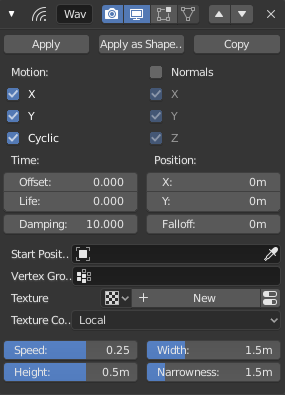 Wav
Apply Apply as Shape.. Copy
Motion: Normals
X X
Y Y
Cyclic Z
Time: Position:
Offset: 0.000 X: 0m
Life: 0.000 Y: 0m
Damping: 10.000 Falloff: 0m
Start Posit..
Vertex Gro..
Texture New
Texture Co.. Local
Speed: 0.25 Width: 1.5m
Height: 0.5m Narrowness: 1.5m